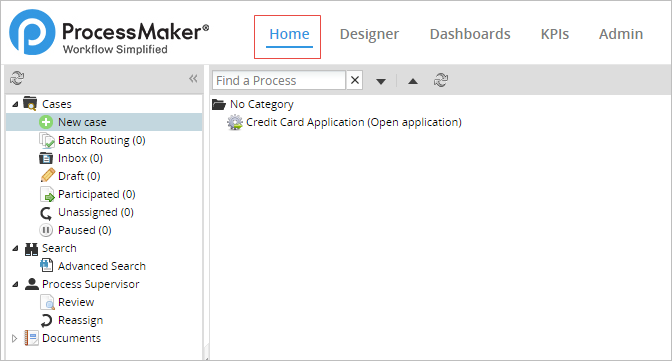 ProcessMaker®
Workflow Simplified
Home Designer Dashboards KPIs Admin
Find a Process
Cases
New case
Batch Routing (0)
Inbox (0)
Draft (0)
Participated (0)
Unassigned (0)
Paused (0)
Search
Advanced Search
Process Supervisor
Review
Reassign
Documents
No Category
Credit Card Application (Open application)